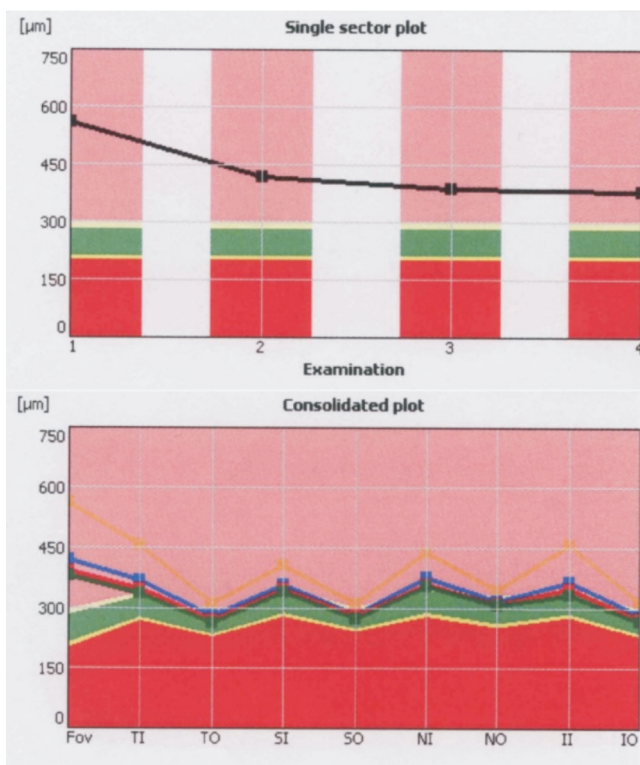 [µm] Single sector plot
750
600
450
300
150
0
1 2 3 4
Examination
[µm] Consolidated plot
750
600
450
300
150
0
Fov TI TO SI SO NI NO II IO